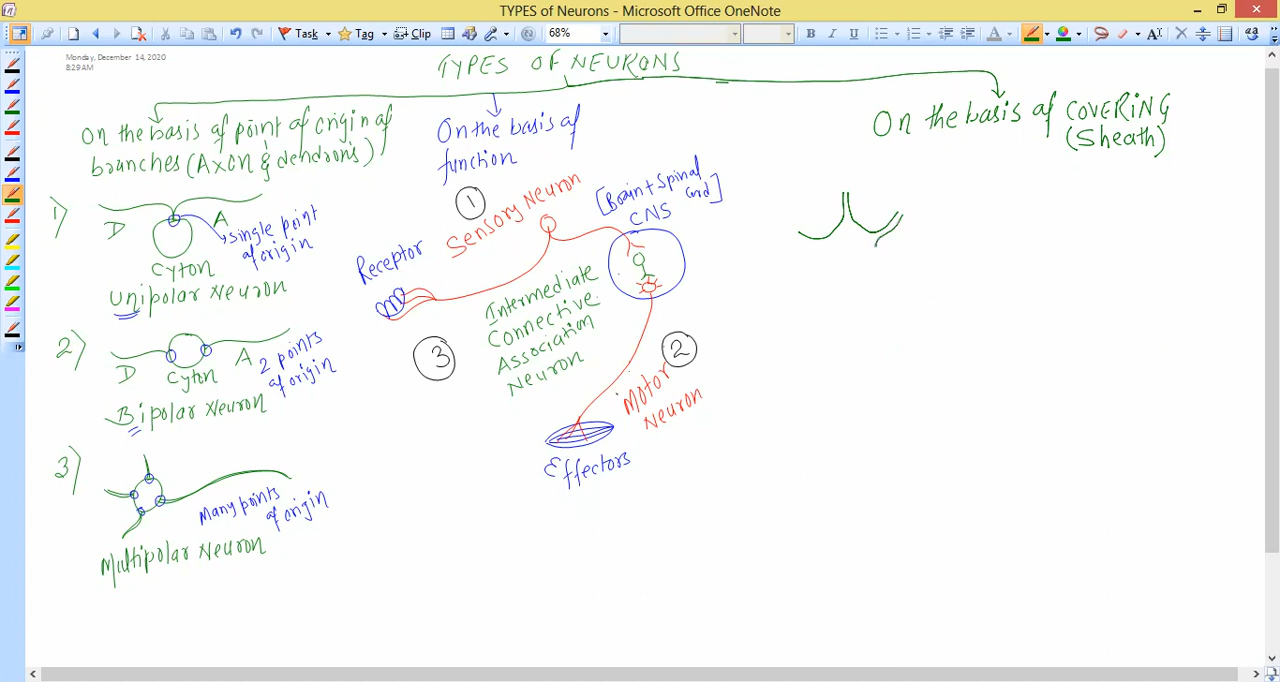 TYPES of Neurons - Microsoft Office OneNote
Task
Tag
Clip
68%
B I U
A
Monday, December 14, 2020
8:29 AM
TYPES OF NEURONS
On the basis of point of origin of
branches (AXON & dendrons)
1)
D
A
single point
of origin
Cyton
Unipolar Neuron
2)
D
Cyton
A
2 points
of origin
Bipolar Neuron
3)
Many points
of origin
Multipolar Neuron
On the basis of
function
1
Sensory Neuron
[Brain + Spinal
Cord]
CNS
Receptor
Intermediate
Connective
Association
Neuron
3
2
Motor
Neuron
Effectors
On the basis of COVERING
(Sheath)